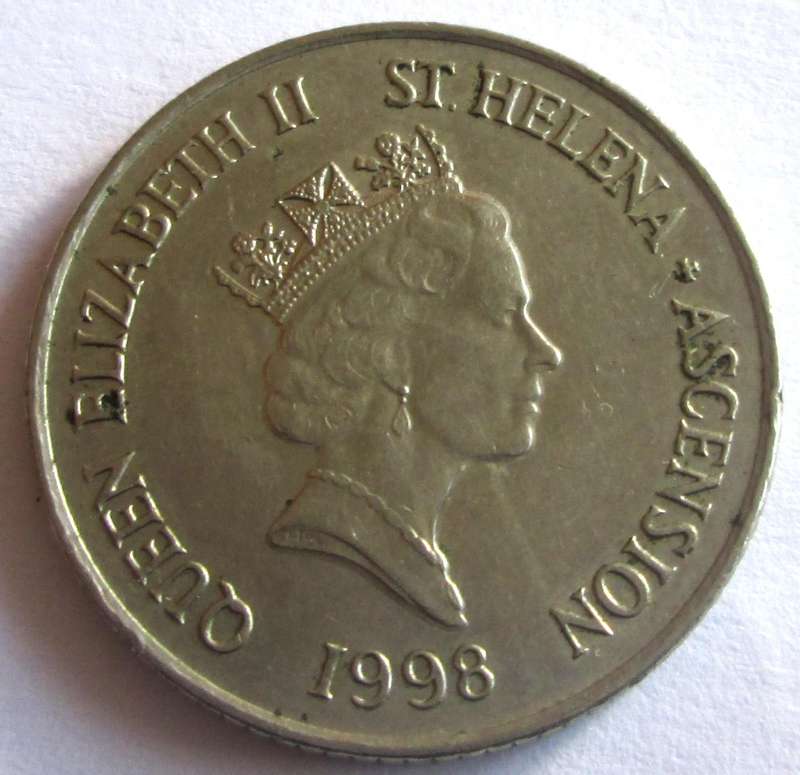 QUEEN ELIZABETH II ST. HELENA • ASCENSION
1998